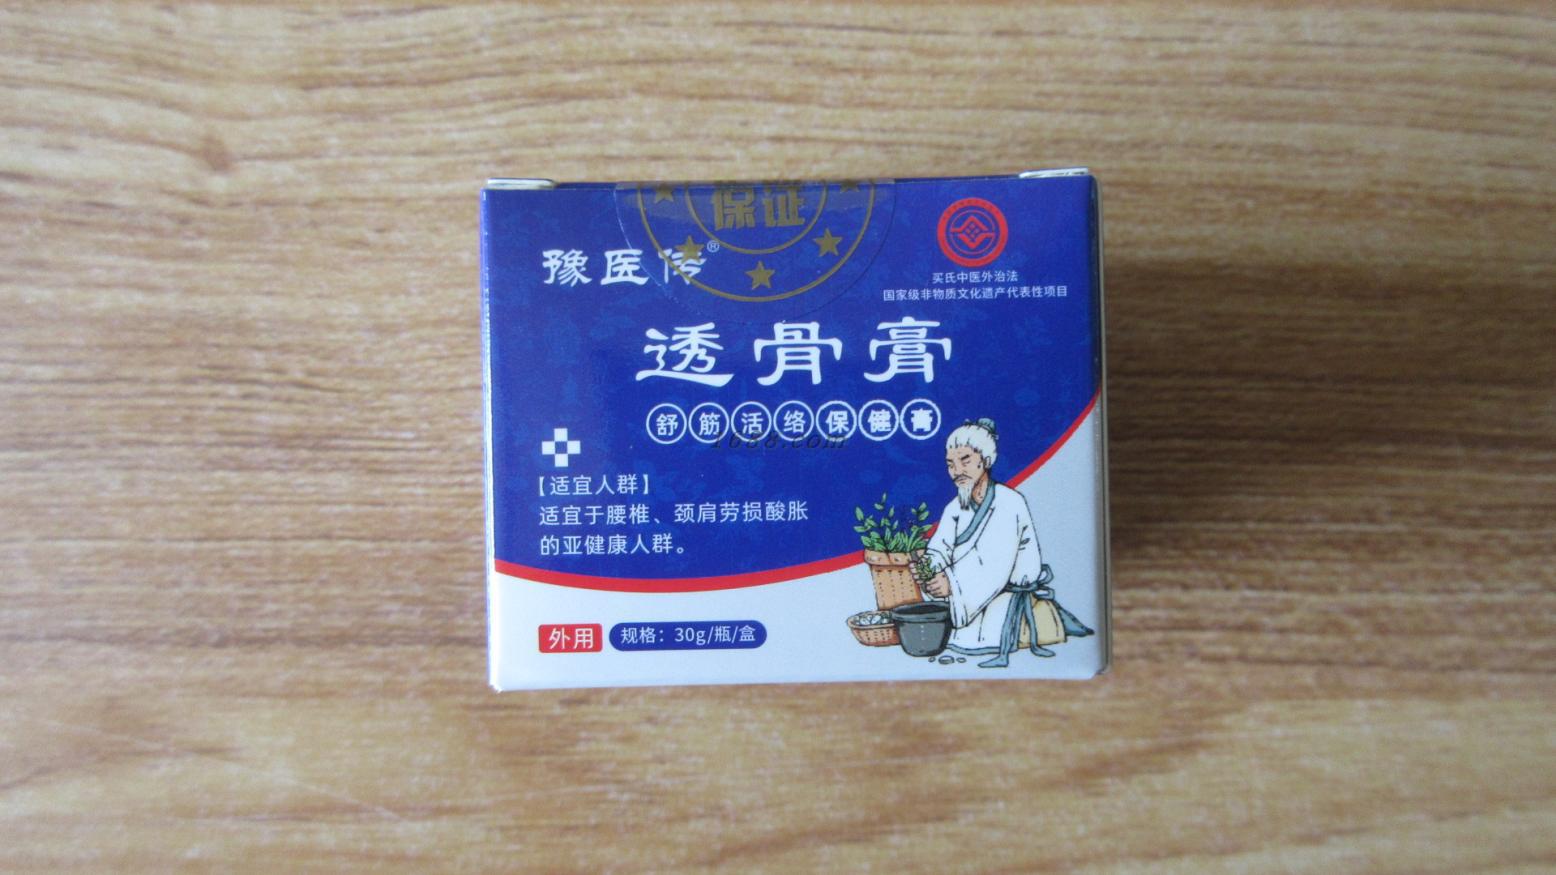 保证
豫医传®
买氏中医外治法
国家级非物质文化遗产代表性项目
透骨膏
舒筋活络保健膏
1688.com
【适宜人群】
适宜于腰椎、颈肩劳损酸胀
的亚健康人群。
外用
规格：30g/瓶/盒